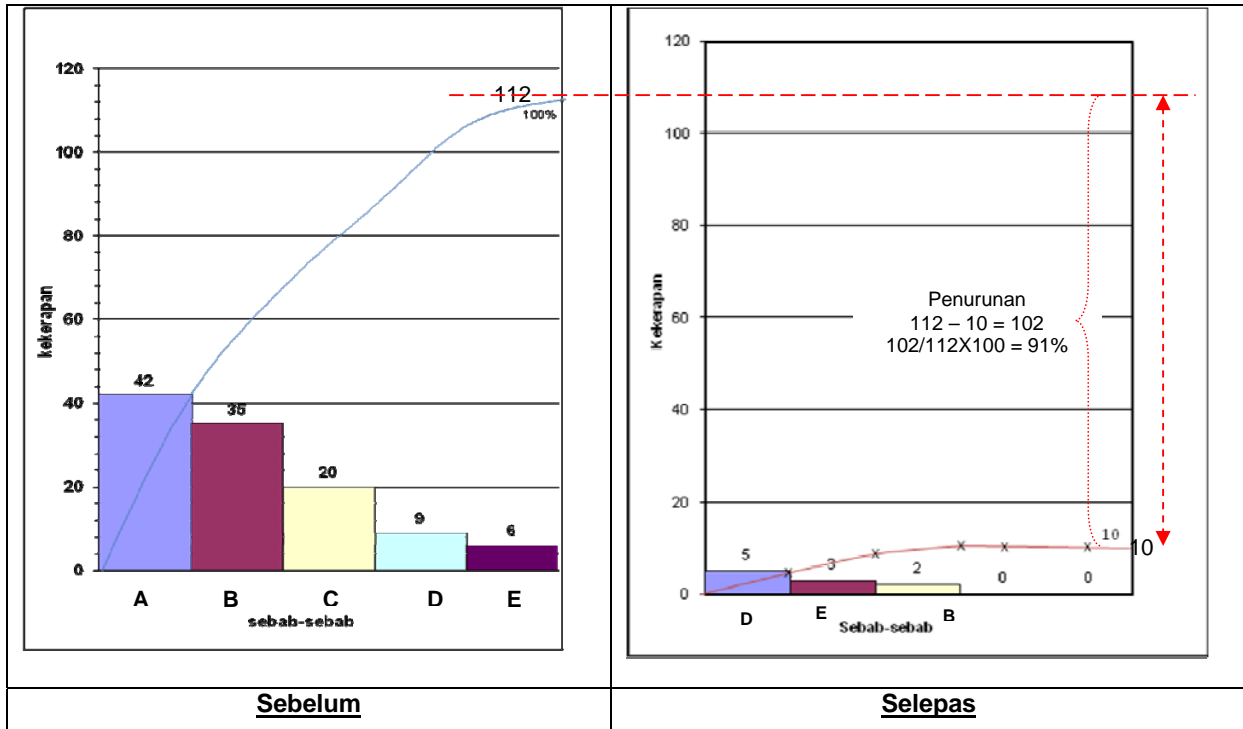 120
100
80
60
40
20
0
kekerapan
112
100%
42
35
20
9
6
A B C D E
sebab-sebab
Sebelum
120
100
80
60
40
20
0
Kekerapan
Penurunan
112 – 10 = 102
102/112X100 = 91%
5
3
2
0
0
10
10
D E B
Sebab-sebab
Selepas